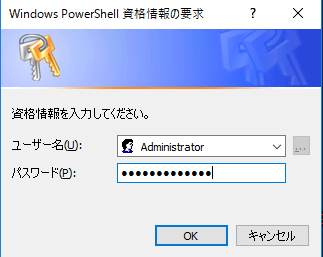 Windows PowerShell 資格情報の要求
?
資格情報を入力してください。
ユーザー名(U):
Administrator
...
パスワード(P):
●●●●●●●●●●●●●
OK
キャンセル